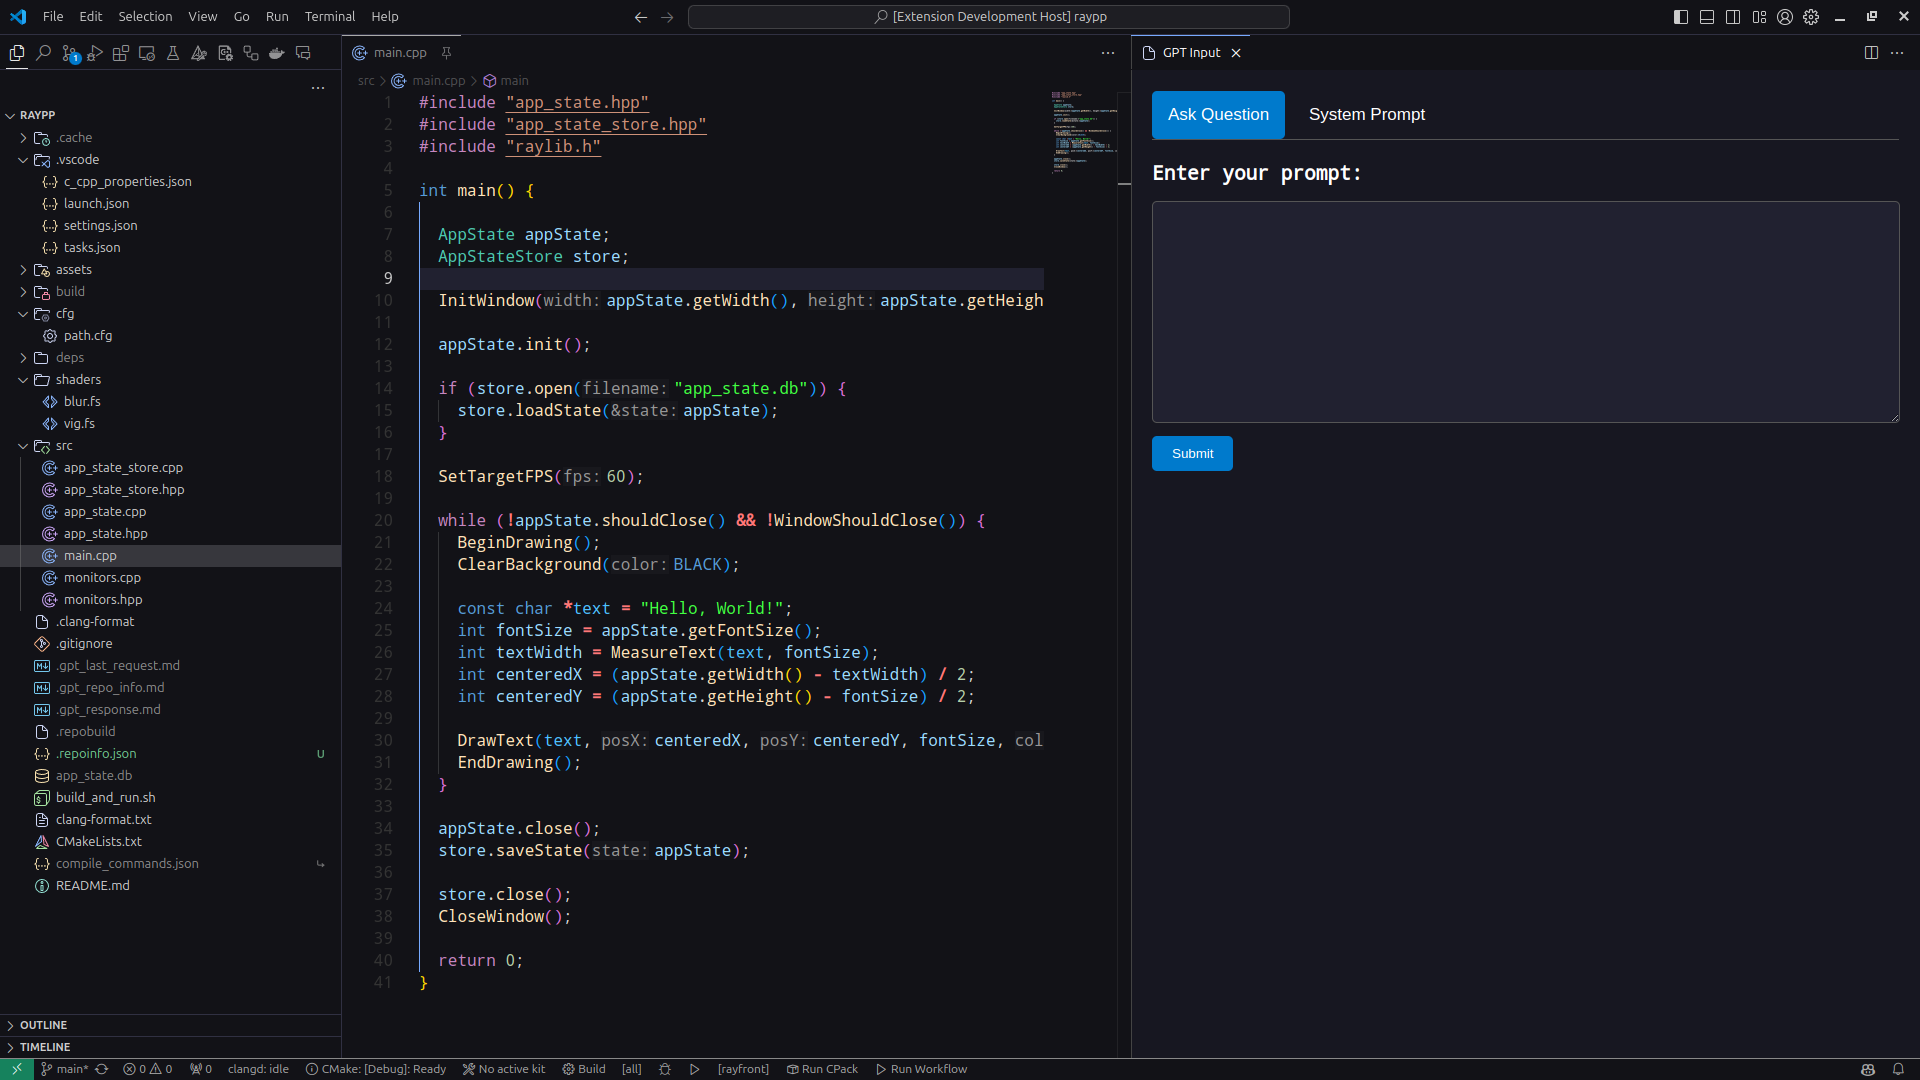 File Edit Selection View Go Run Terminal Help
[Extension Development Host] raypp
1
RAYPP
.cache
.vscode
c_cpp_properties.json
launch.json
settings.json
tasks.json
assets
build
cfg
path.cfg
deps
shaders
blur.fs
vig.fs
src
app_state_store.cpp
app_state_store.hpp
app_state.cpp
app_state.hpp
main.cpp
monitors.cpp
monitors.hpp
.clang-format
.gitignore
.gpt_last_request.md
.gpt_repo_info.md
.gpt_response.md
.repobuild
.repoinfo.json U
app_state.db
build_and_run.sh
clang-format.txt
CMakeLists.txt
compile_commands.json
README.md
OUTLINE
TIMELINE
main.cpp
src > main.cpp > main
1 #include "app_state.hpp"
2 #include "app_state_store.hpp"
3 #include "raylib.h"
4
5 int main() {
6
7 AppState appState;
8 AppStateStore store;
9
10 InitWindow(width: appState.getWidth(), height: appState.getHeigh
11
12 appState.init();
13
14 if (store.open(filename: "app_state.db")) {
15 store.loadState(&state: appState);
16 }
17
18 SetTargetFPS(fps: 60);
19
20 while (!appState.shouldClose() && !WindowShouldClose()) {
21 BeginDrawing();
22 ClearBackground(color: BLACK);
23
24 const char *text = "Hello, World!";
25 int fontSize = appState.getFontSize();
26 int textWidth = MeasureText(text, fontSize);
27 int centeredX = (appState.getWidth() - textWidth) / 2;
28 int centeredY = (appState.getHeight() - fontSize) / 2;
29
30 DrawText(text, posX: centeredX, posY: centeredY, fontSize, col
31 EndDrawing();
32 }
33
34 appState.close();
35 store.saveState(state: appState);
36
37 store.close();
38 CloseWindow();
39
40 return 0;
41 }
GPT Input
Ask Question System Prompt
Enter your prompt:
Submit
main* 0 0 0 clangd: idle CMake: [Debug]: Ready No active kit Build [all] [rayfront] Run CPack Run Workflow